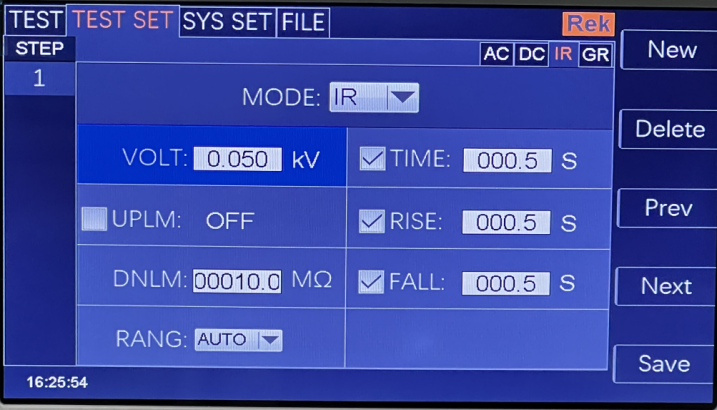 TEST TEST SET SYS SET FILE Rek
STEP AC DC IR GR
1
MODE: IR
VOLT: 0.050 kV TIME: 000.5 S
UPLM: OFF RISE: 000.5 S
DNLM: 00010.0 MΩ FALL: 000.5 S
RANG: AUTO
16:25:54
New
Delete
Prev
Next
Save